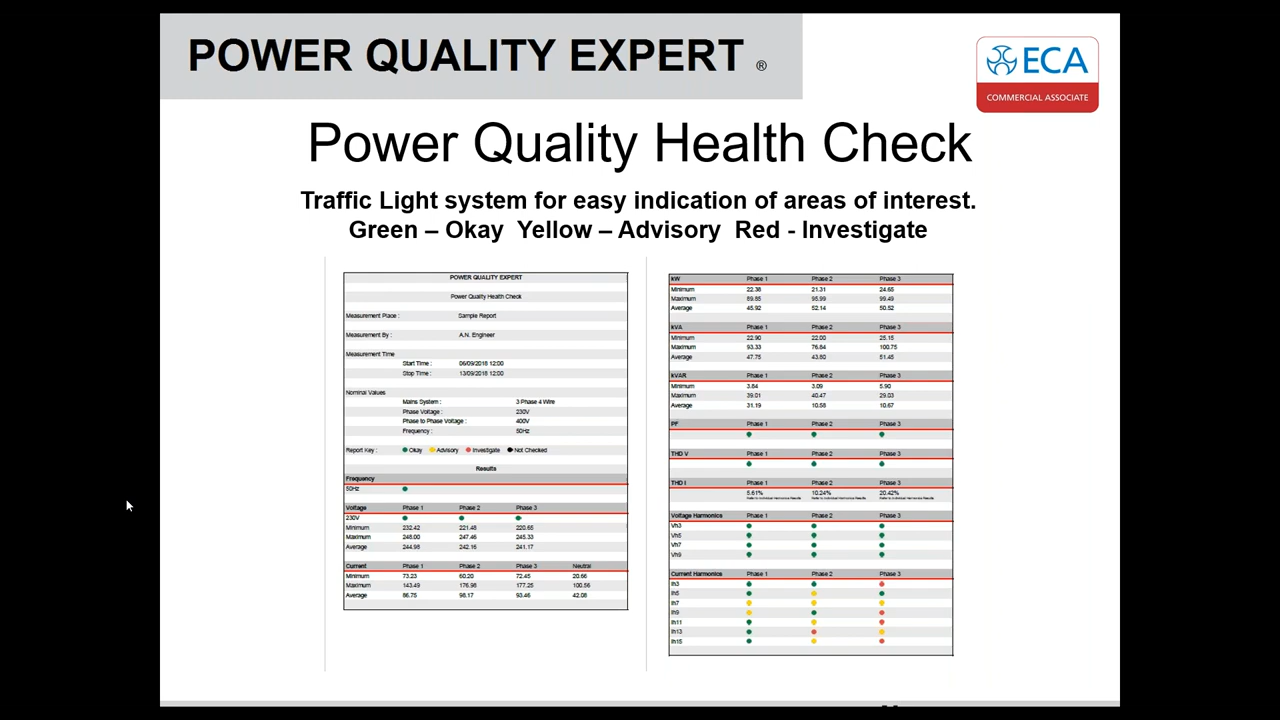 POWER QUALITY EXPERT ®
ECA
COMMERCIAL ASSOCIATE
Power Quality Health Check
Traffic Light system for easy indication of areas of interest.
Green – Okay Yellow – Advisory Red - Investigate
POWER QUALITY EXPERT
Power Quality Health Check
Measurement Place : Sample Report
Measurement By : A.N. Engineer
Measurement Time
Start Time : 06/09/2018 12:00
Stop Time : 13/09/2018 12:00
Nominal Values
Mains System : 3 Phase 4 Wire
Phase Voltage : 230V
Phase to Phase Voltage : 400V
Frequency : 50Hz
Report Key : Okay Advisory Investigate Not Checked
Results
Frequency
50Hz
Voltage Phase 1 Phase 2 Phase 3
230V
Minimum 232.42 221.48 220.65
Maximum 248.00 247.46 245.33
Average 244.98 242.16 241.17
Current Phase 1 Phase 2 Phase 3 Neutral
Minimum 73.23 60.20 72.45 20.66
Maximum 143.49 176.98 177.25 100.56
Average 86.75 98.17 93.46 42.08
kW Phase 1 Phase 2 Phase 3
Minimum 22.38 21.31 24.65
Maximum 89.85 95.99 99.49
Average 45.92 52.14 50.52
kVA Phase 1 Phase 2 Phase 3
Minimum 22.90 22.00 25.15
Maximum 93.33 76.84 100.75
Average 47.75 43.80 51.45
kVAR Phase 1 Phase 2 Phase 3
Minimum 3.84 3.09 5.90
Maximum 39.01 40.47 29.03
Average 31.19 10.58 10.67
PF Phase 1 Phase 2 Phase 3
THD V Phase 1 Phase 2 Phase 3
THD I Phase 1 Phase 2 Phase 3
5.61% 10.24% 20.42%
Refer to Individual Harmonics Results Refer to Individual Harmonics Results Refer to Individual Harmonics Results
Voltage Harmonics Phase 1 Phase 2 Phase 3
Vh3
Vh5
Vh7
Vh9
Current Harmonics Phase 1 Phase 2 Phase 3
Ih3
Ih5
Ih7
Ih9
Ih11
Ih13
Ih15